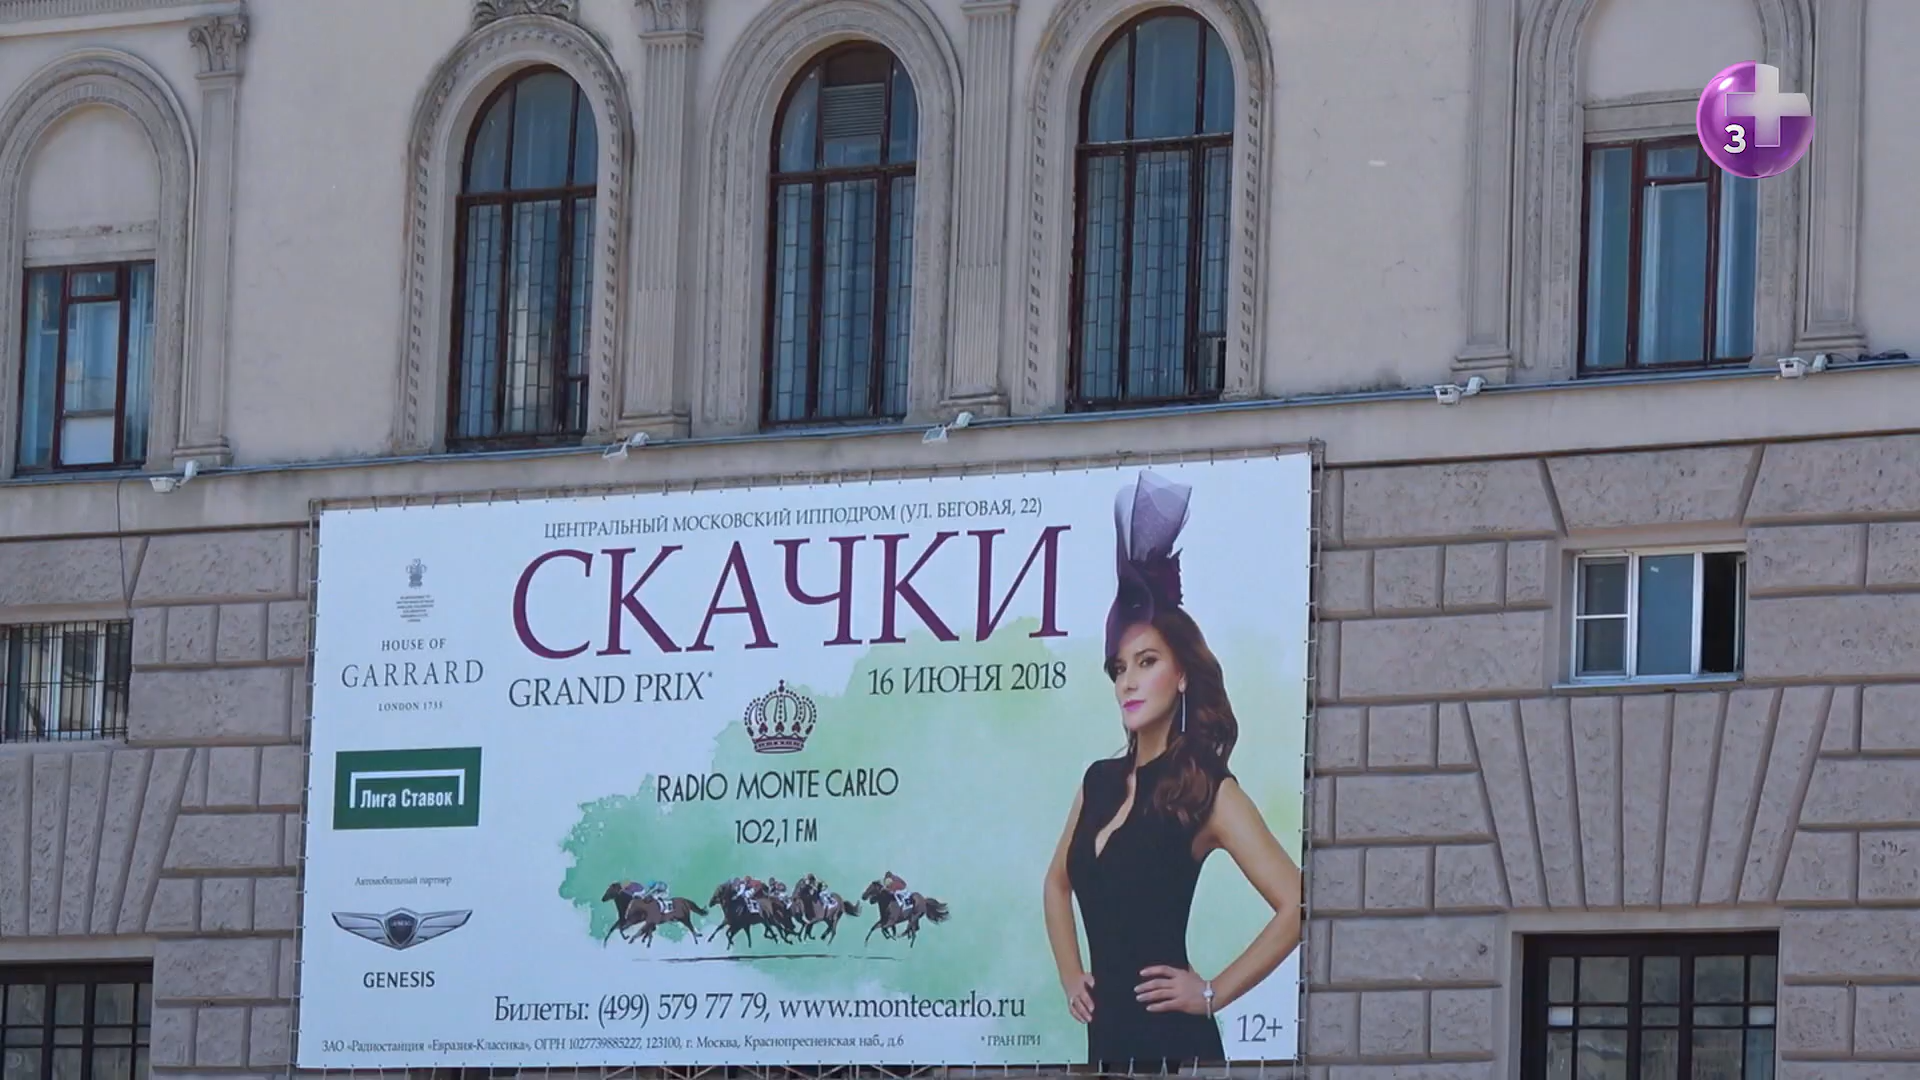 3
ЦЕНТРАЛЬНЫЙ МОСКОВСКИЙ ИППОДРОМ (УЛ. БЕГОВАЯ, 22)
СКАЧКИ
GRAND PRIX*
16 ИЮНЯ 2018
HOUSE OF
GARRARD
LONDON 1735
RADIO MONTE CARLO
102,1 FM
Лига Ставок
Автомобильный партнер
GENESIS
GENESIS
Билеты: (499) 579 77 79, www.montecarlo.ru
12+
ЗАО «Радиостанция «Евразия-Классика», ОГРН 1027739885227, 123100, г. Москва, Краснопресненская наб., д.6
* ГРАН ПРИ